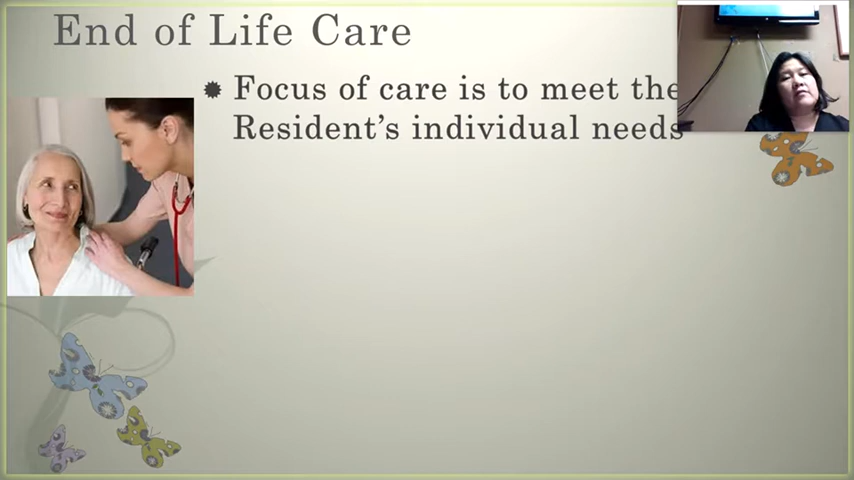 End of Life Care
Focus of care is to meet the
Resident's individual needs